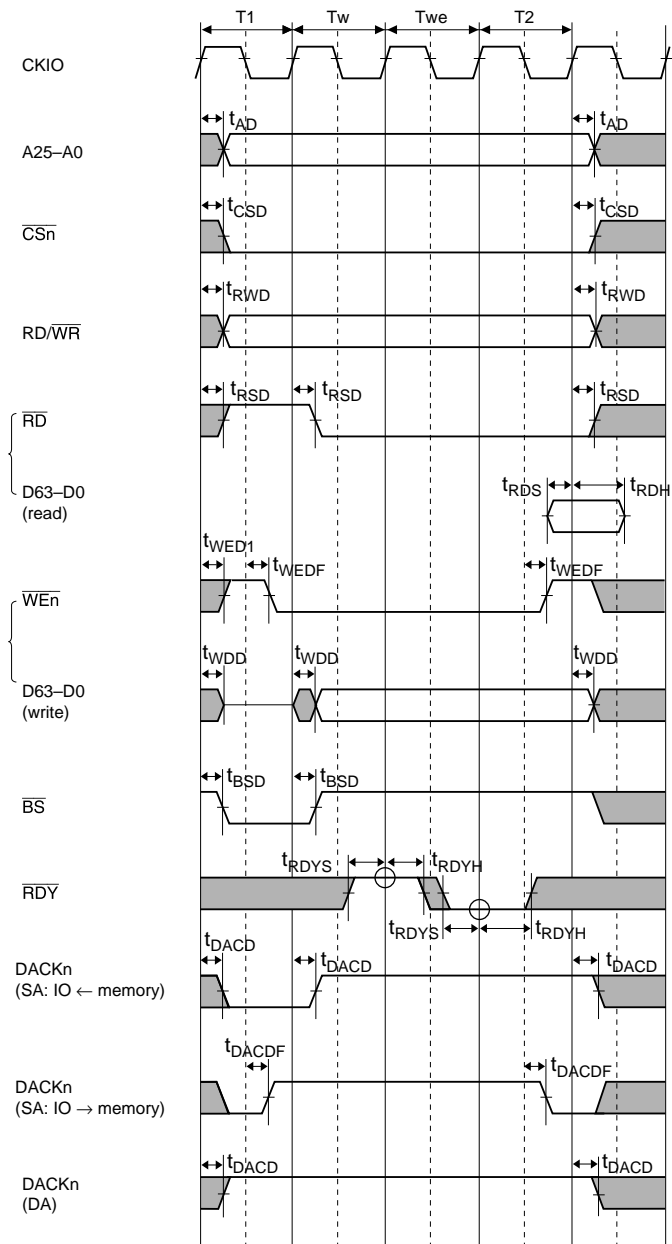 T1 Tw Twe T2
CKIO
tAD tAD
A25–A0
tCSD tCSD
CSn
tRWD tRWD
RD/WR
tRSD tRSD tRSD
RD
D63–D0
(read)
tRDS tRDH
tWED1
tWEDF tWEDF
WEn
tWDD tWDD tWDD
D63–D0
(write)
tBSD tBSD
BS
tRDYS tRDYH
RDY
tRDYS tRDYH
tDACD tDACD tDACD
DACKn
(SA: IO ← memory)
tDACDF tDACDF
DACKn
(SA: IO → memory)
tDACD tDACD
DACKn
(DA)